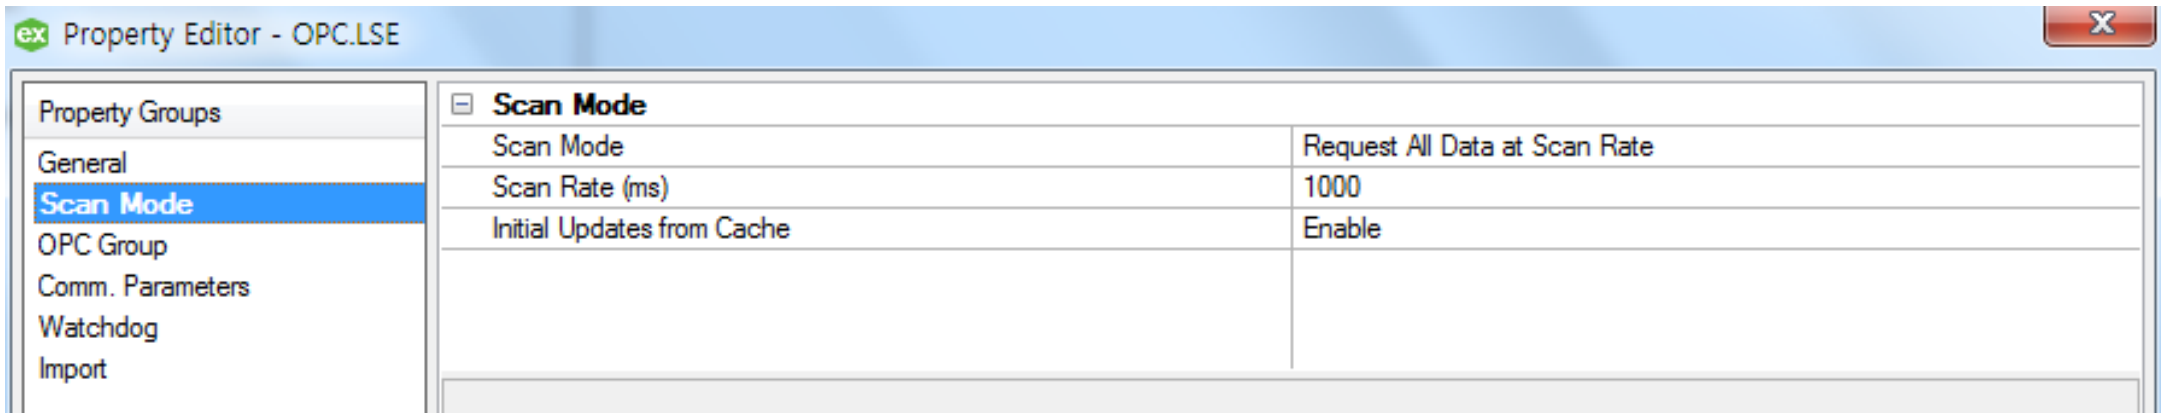 ex Property Editor - OPC.LSE
Property Groups
General
Scan Mode
OPC Group
Comm. Parameters
Watchdog
Import
Scan Mode
Scan Mode Request All Data at Scan Rate
Scan Rate (ms) 1000
Initial Updates from Cache Enable